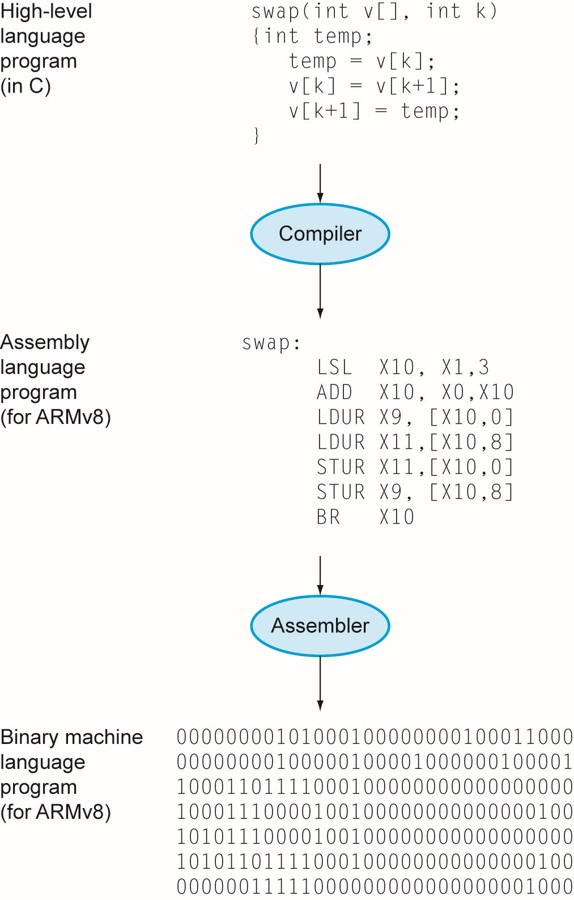 High-level
language
program
(in C)
swap(int v[], int k)
{int temp;
temp = v[k];
v[k] = v[k+1];
v[k+1] = temp;
}
Compiler
Assembly
language
program
(for ARMv8)
swap:
LSL X10, X1,3
ADD X10, X0,X10
LDUR X9, [X10,0]
LDUR X11,[X10,8]
STUR X11,[X10,0]
STUR X9, [X10,8]
BR X10
Assembler
Binary machine
language
program
(for ARMv8)
00000000101000100000000100011000
00000000100000100001000000100001
10001101111000100000000000000000
10001110000100100000000000000100
10101110000100100000000000000000
10101101111000100000000000000100
00000011111000000000000000001000